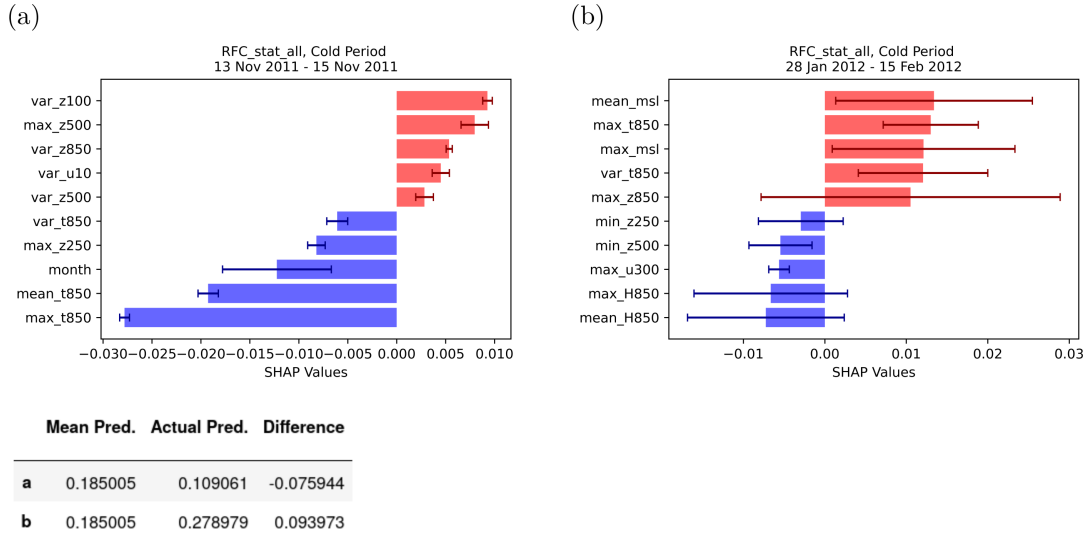 (a)
RFC_stat_all, Cold Period
13 Nov 2011 - 15 Nov 2011
var_z100
max_z500
var_z850
var_u10
var_z500
var_t850
max_z250
month
mean_t850
max_t850
−0.030−0.025−0.020−0.015−0.010−0.005 0.000 0.005 0.010
SHAP Values
(b)
RFC_stat_all, Cold Period
28 Jan 2012 - 15 Feb 2012
mean_msl
max_t850
max_msl
var_t850
max_z850
min_z250
min_z500
max_u300
max_H850
mean_H850
−0.01 0.00 0.01 0.02 0.03
SHAP Values
Mean Pred. Actual Pred. Difference
a 0.185005 0.109061 -0.075944
b 0.185005 0.278979 0.093973